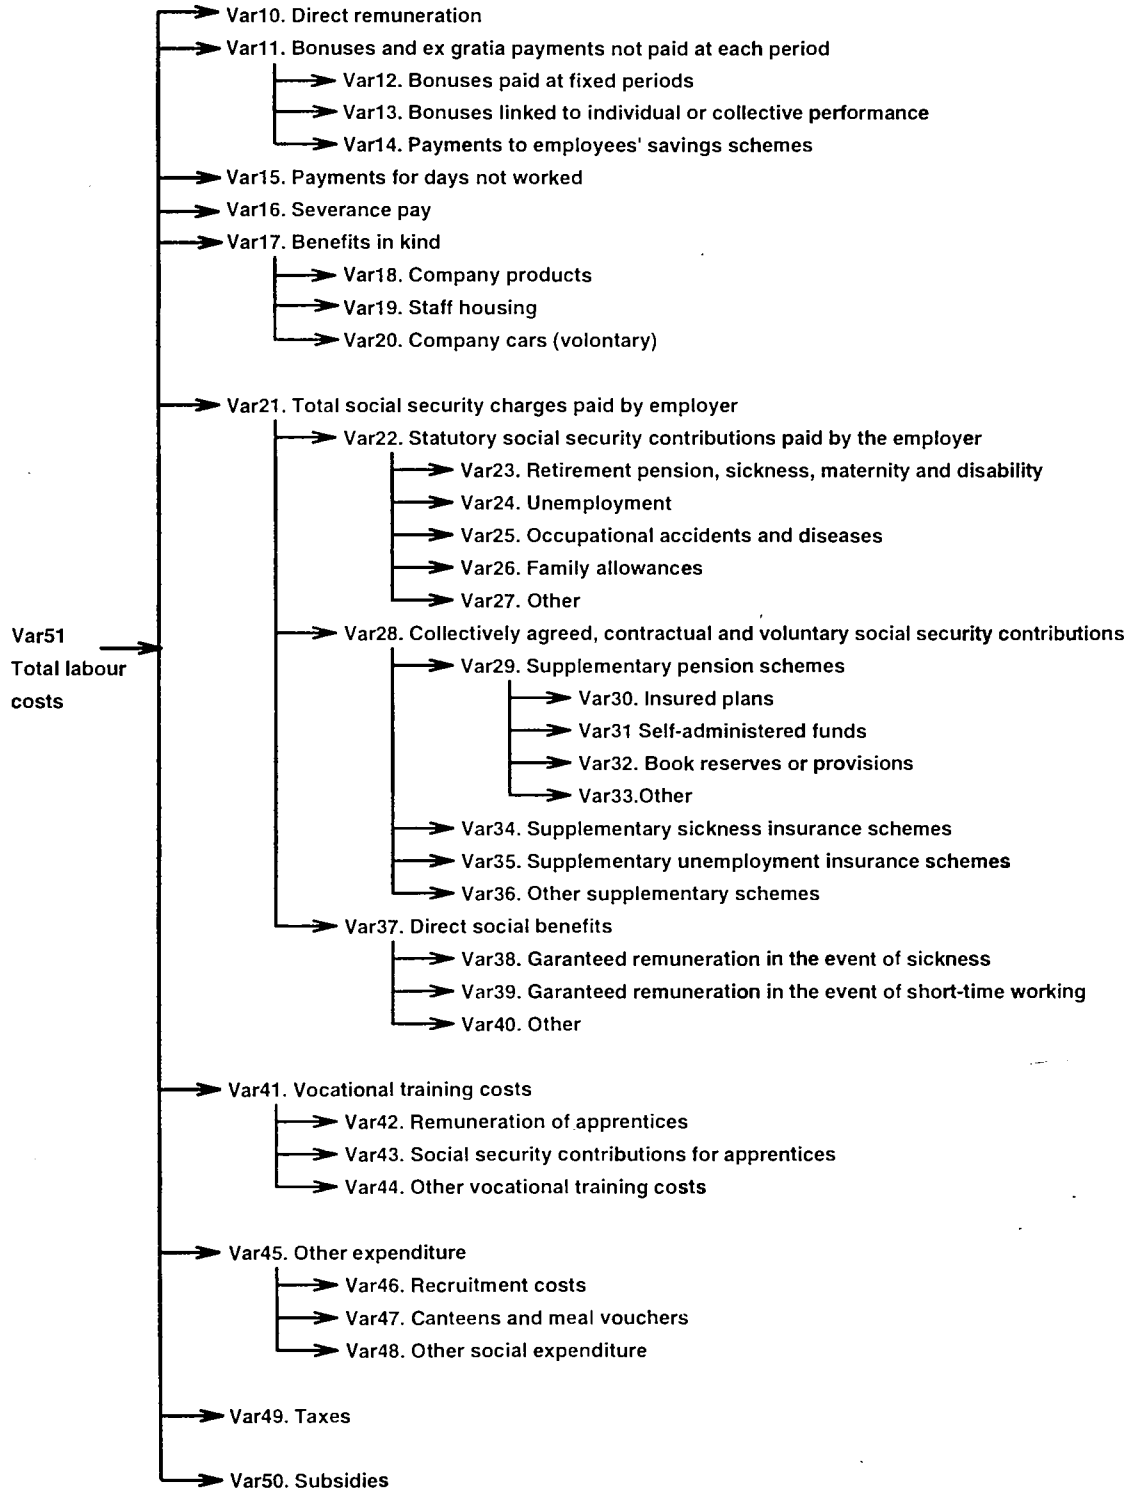 Var10. Direct remuneration
Var11. Bonuses and ex gratia payments not paid at each period
Var12. Bonuses paid at fixed periods
Var13. Bonuses linked to individual or collective performance
Var14. Payments to employees' savings schemes
Var15. Payments for days not worked
Var16. Severance pay
Var17. Benefits in kind
Var18. Company products
Var19. Staff housing
Var20. Company cars (volontary)
Var21. Total social security charges paid by employer
Var22. Statutory social security contributions paid by the employer
Var23. Retirement pension, sickness, maternity and disability
Var24. Unemployment
Var25. Occupational accidents and diseases
Var26. Family allowances
Var27. Other
Var51
Total labour
costs
Var28. Collectively agreed, contractual and voluntary social security contributions
Var29. Supplementary pension schemes
Var30. Insured plans
Var31 Self-administered funds
Var32. Book reserves or provisions
Var33.Other
Var34. Supplementary sickness insurance schemes
Var35. Supplementary unemployment insurance schemes
Var36. Other supplementary schemes
Var37. Direct social benefits
Var38. Garanteed remuneration in the event of sickness
Var39. Garanteed remuneration in the event of short-time working
Var40. Other
Var41. Vocational training costs
Var42. Remuneration of apprentices
Var43. Social security contributions for apprentices
Var44. Other vocational training costs
Var45. Other expenditure
Var46. Recruitment costs
Var47. Canteens and meal vouchers
Var48. Other social expenditure
Var49. Taxes
Var50. Subsidies